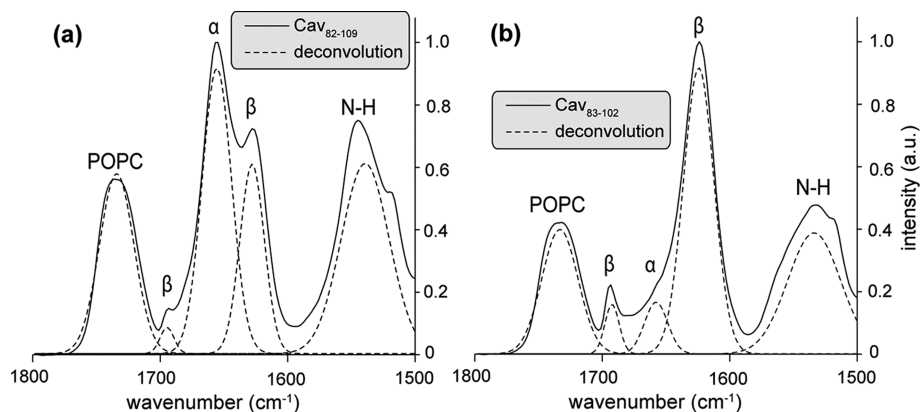 (a)
α
Cav82-109
deconvolution
β
N-H
POPC
β
1.0
0.8
0.6
0.4
0.2
0
1800
1700
1600
1500
wavenumber (cm-1)
(b)
β
Cav83-102
deconvolution
POPC
β
α
N-H
1.0
0.8
0.6
0.4
0.2
0
intensity (a.u.)
1800
1700
1600
1500
wavenumber (cm-1)